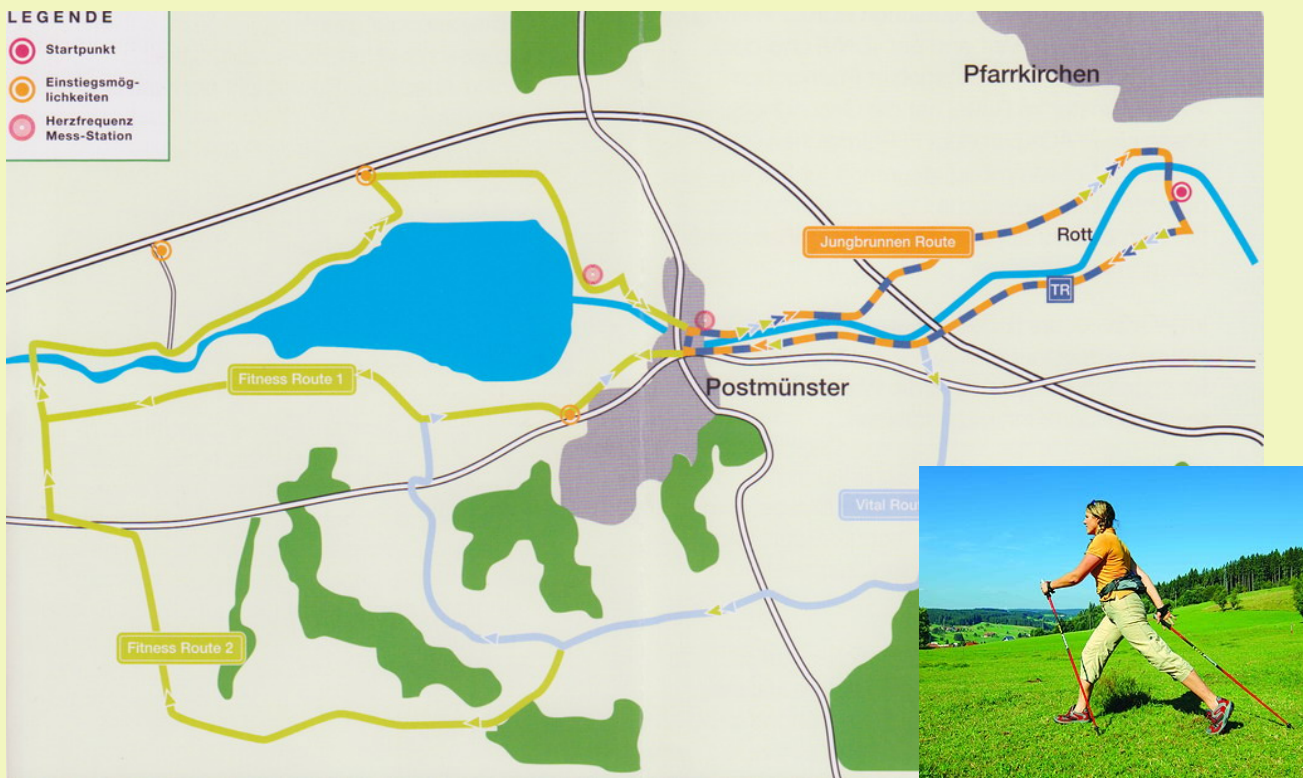 LEGENDE
Startpunkt
Einstiegsmög-
lichkeiten
Herzfrequenz
Mess-Station
Pfarrkirchen
Jungbrunnen Route
Rott
TR
Fitness Route 1
Postmünster
Vital
Fitness Route 2